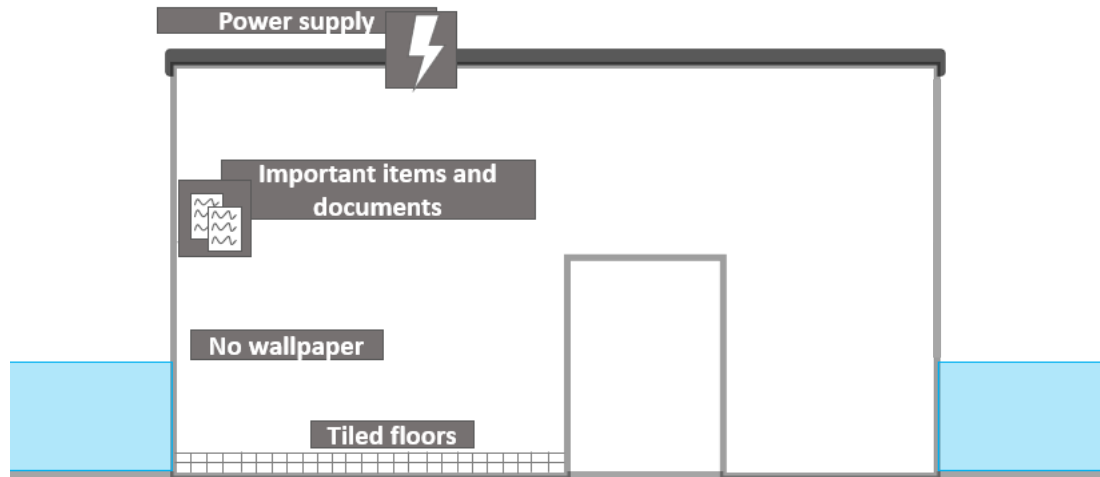 Power supply
Important items and
documents
No wallpaper
Tiled floors